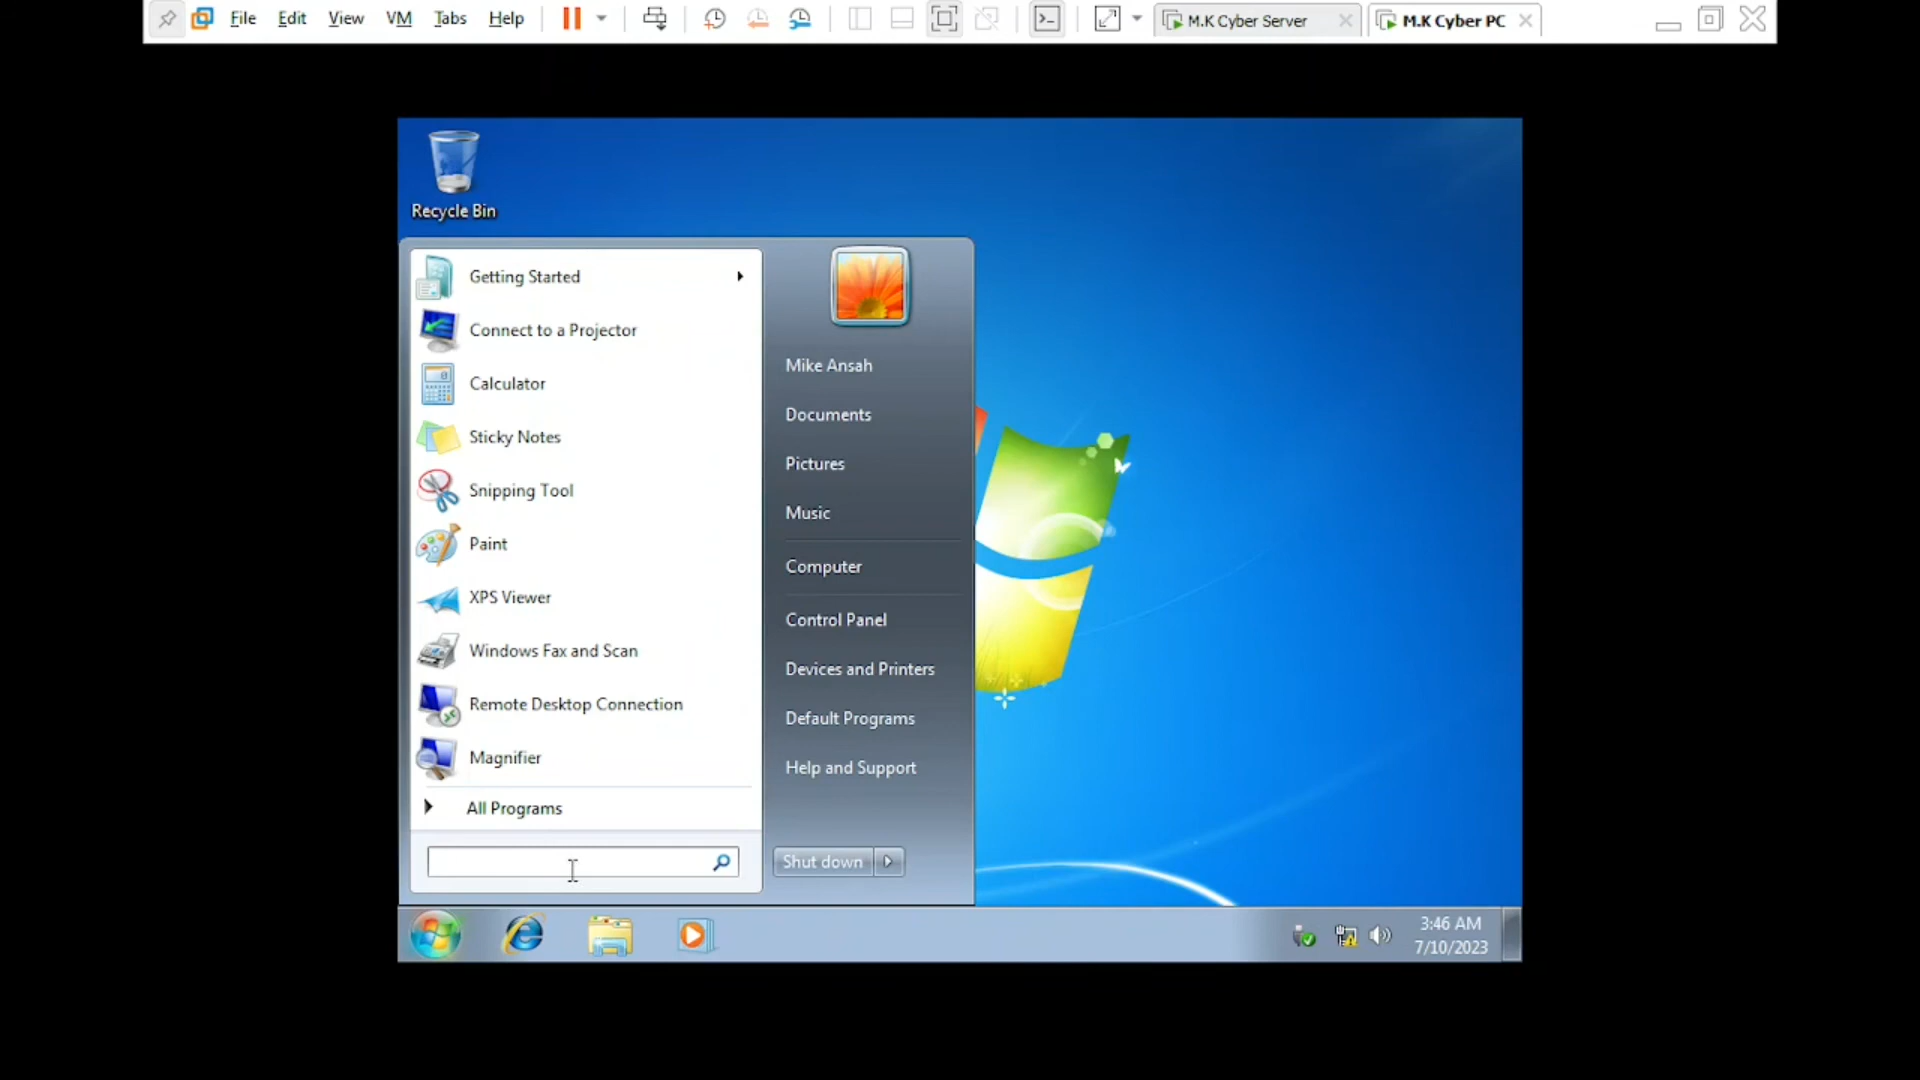 File Edit View VM Tabs Help M.K Cyber Server M.K Cyber PC
Recycle Bin
Getting Started
Connect to a Projector
Calculator
Sticky Notes
Snipping Tool
Paint
XPS Viewer
Windows Fax and Scan
Remote Desktop Connection
Magnifier
All Programs
Mike Ansah
Documents
Pictures
Music
Computer
Control Panel
Devices and Printers
Default Programs
Help and Support
Shut down
3:46 AM
7/10/2023